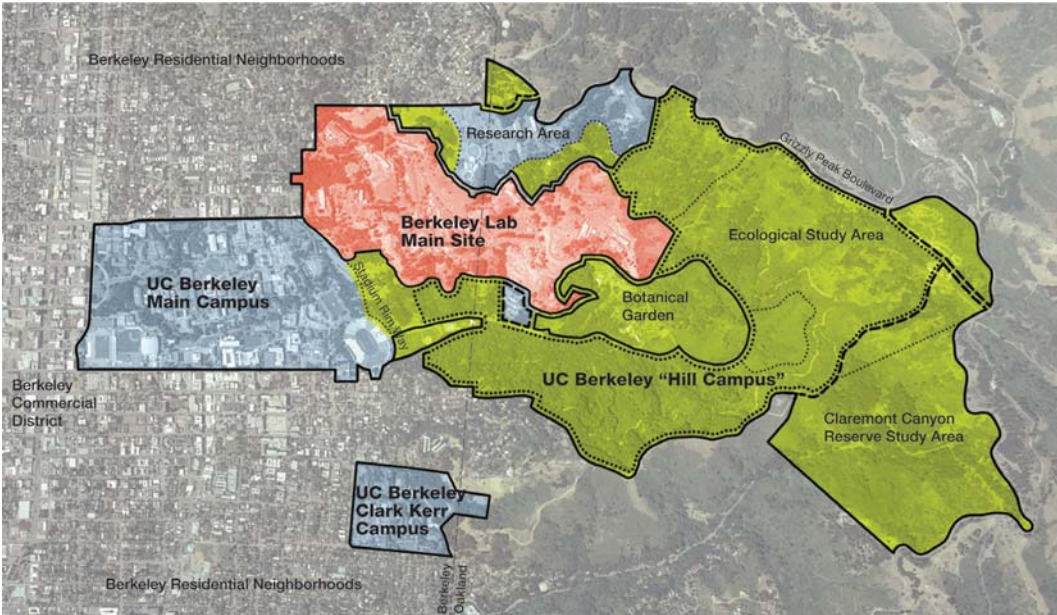 Berkeley Residential Neighborhoods
Research Area
Grizzly Peak Boulevard
Berkeley Lab
Main Site
Ecological Study Area
UC Berkeley
Main Campus
Stadium Rim Way
Botanical
Garden
UC Berkeley “Hill Campus”
Berkeley
Commercial
District
Claremont Canyon
Reserve Study Area
UC Berkeley
Clark Kerr
Campus
Berkeley Residential Neighborhoods
Berkeley
Oakland